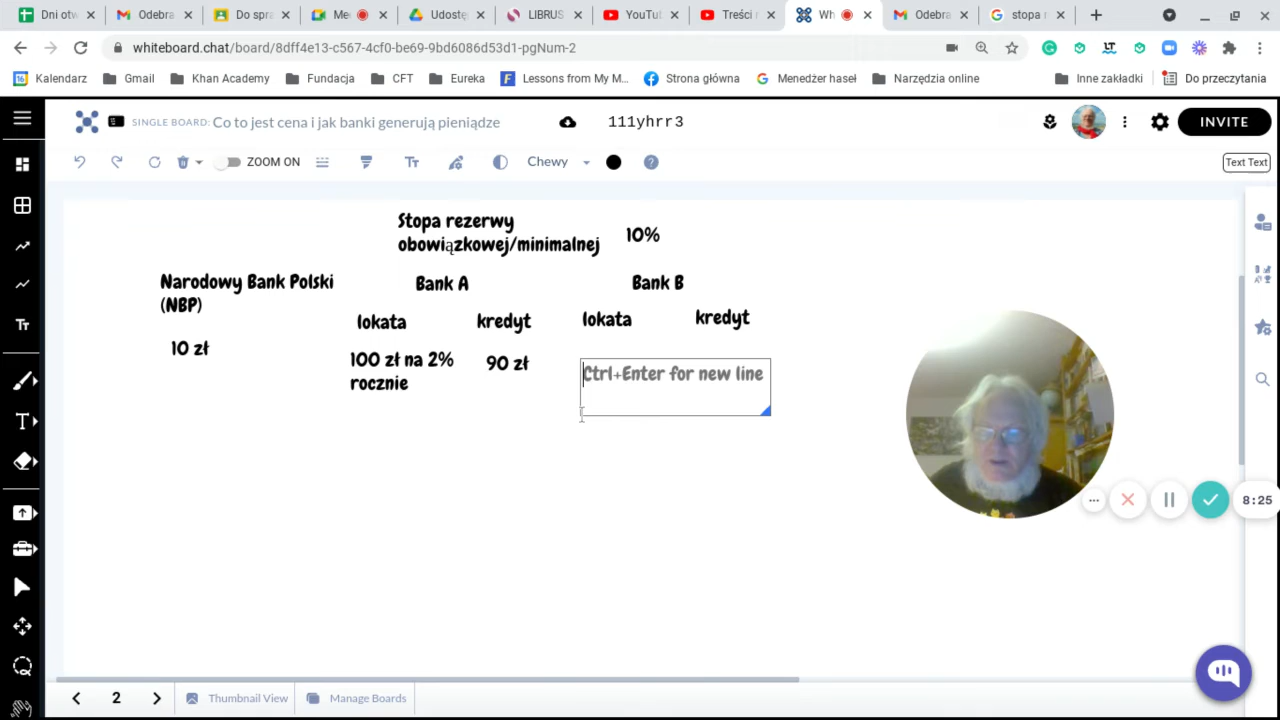 Dni otw
Odebra
Do spra
Mee
Udostę
LIBRUS
YouTu
Treści r
Wh
Odebra
stopa r
whiteboard.chat/board/8dff4e13-c567-4cf0-be69-9bd6086d53d1-pgNum-2
Kalendarz
Gmail
Khan Academy
Fundacja
CFT
Eureka
Lessons from My M...
Strona główna
Menedżer haseł
Narzędzia online
Inne zakładki
Do przeczytania
SINGLE BOARD: Co to jest cena i jak banki generują pieniądze
111yhrr3
INVITE
ZOOM ON
Tт
Chewy
Text Text
Stopa rezerwy
obowiązkowej/minimalnej
10%
Narodowy Bank Polski
(NBP)
Bank A
Bank B
lokata
kredyt
lokata
kredyt
10 zł
100 zł na 2%
rocznie
90 zł
Ctrl+Enter for new line
8:25
2
Thumbnail View
Manage Boards